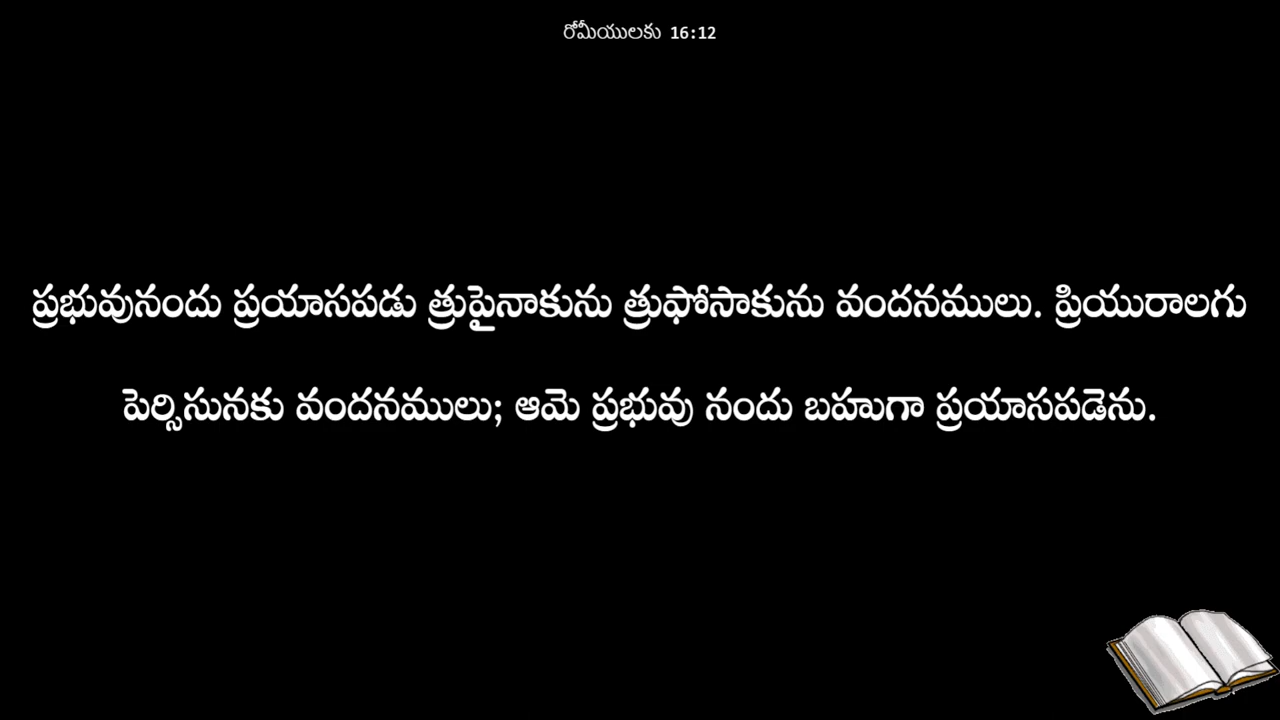 రోమీయులకు 16:12
ప్రభువునందు ప్రయాసపడు త్రుపైనాకును త్రుఫోసాకును వందనములు. ప్రియురాలగు
పెర్సిసునకు వందనములు; ఆమె ప్రభువు నందు బహుగా ప్రయాసపడెను.